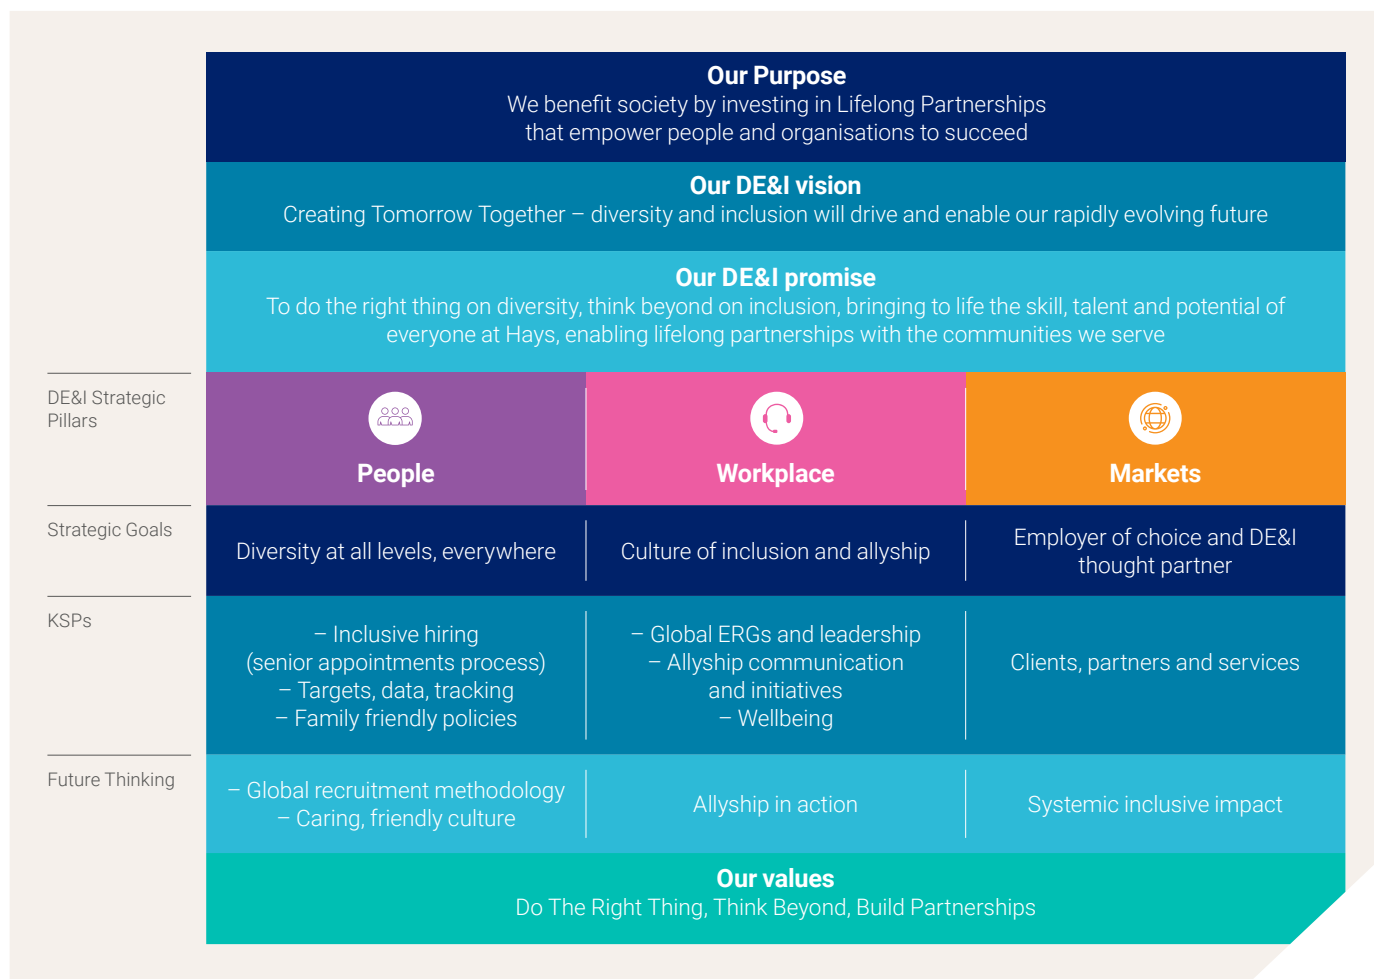 Our Purpose
We benefit society by investing in Lifelong Partnerships
that empower people and organisations to succeed
Our DE&I vision
Creating Tomorrow Together – diversity and inclusion will drive and enable our rapidly evolving future
Our DE&I promise
To do the right thing on diversity, think beyond on inclusion, bringing to life the skill, talent and potential of
everyone at Hays, enabling lifelong partnerships with the communities we serve
DE&I Strategic
Pillars
People
Workplace
Markets
Strategic Goals
Diversity at all levels, everywhere
Culture of inclusion and allyship
Employer of choice and DE&I
thought partner
KSPs
– Inclusive hiring
(senior appointments process)
– Targets, data, tracking
– Family friendly policies
– Global ERGs and leadership
– Allyship communication
and initiatives
– Wellbeing
Clients, partners and services
Future Thinking
– Global recruitment methodology
– Caring, friendly culture
Allyship in action
Systemic inclusive impact
Our values
Do The Right Thing, Think Beyond, Build Partnerships